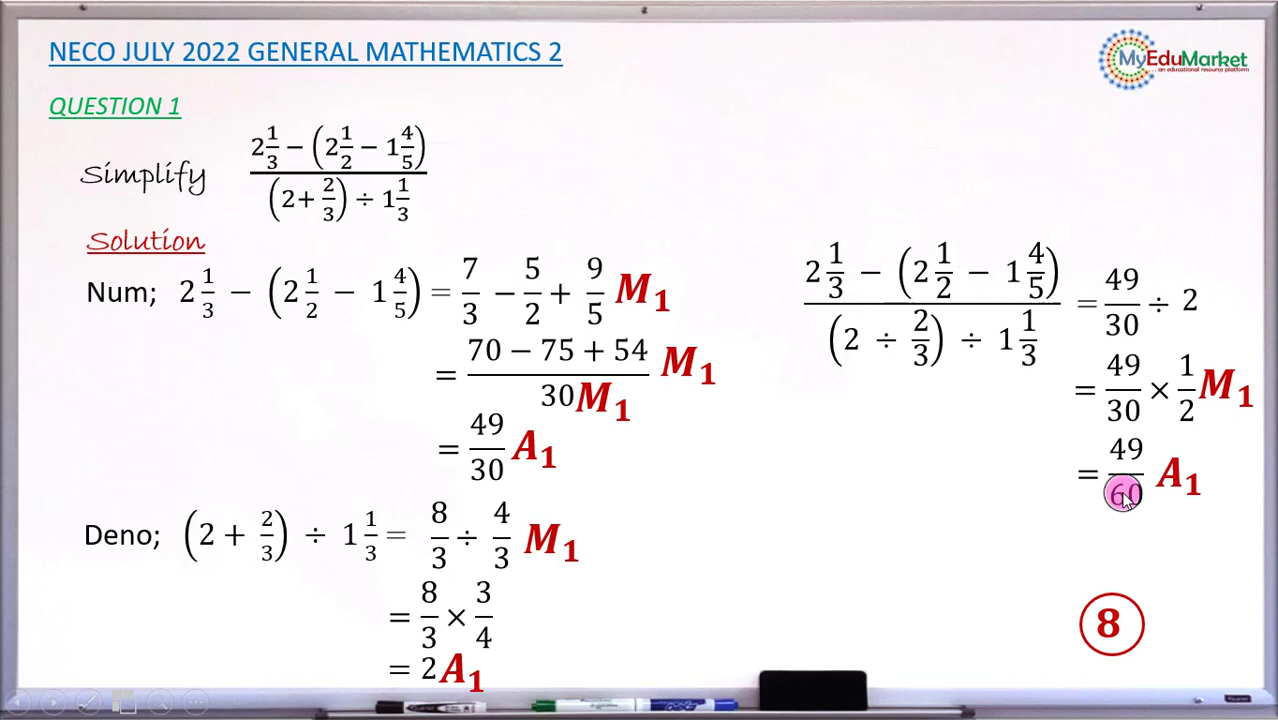 NECO JULY 2022 GENERAL MATHEMATICS 2
MyEduMarket
...an educational resource platform
QUESTION 1
Simplify (2 1/3 − (2 1/2 − 1 4/5)) / ((2+ 2/3) ÷ 1 1/3)
Solution
Num; 2 1/3 − (2 1/2 − 1 4/5) = 7/3 − 5/2 + 9/5 M₁
= (70 − 75 + 54)/30 M₁ M₁
= 49/30 A₁
Deno; (2 + 2/3) ÷ 1 1/3 = 8/3 ÷ 4/3 M₁
= 8/3 × 3/4
= 2 A₁
(2 1/3 − (2 1/2 − 1 4/5)) / ((2 ÷ 2/3) ÷ 1 1/3) = 49/30 ÷ 2
= 49/30 × 1/2 M₁
= 49/60 A₁
8